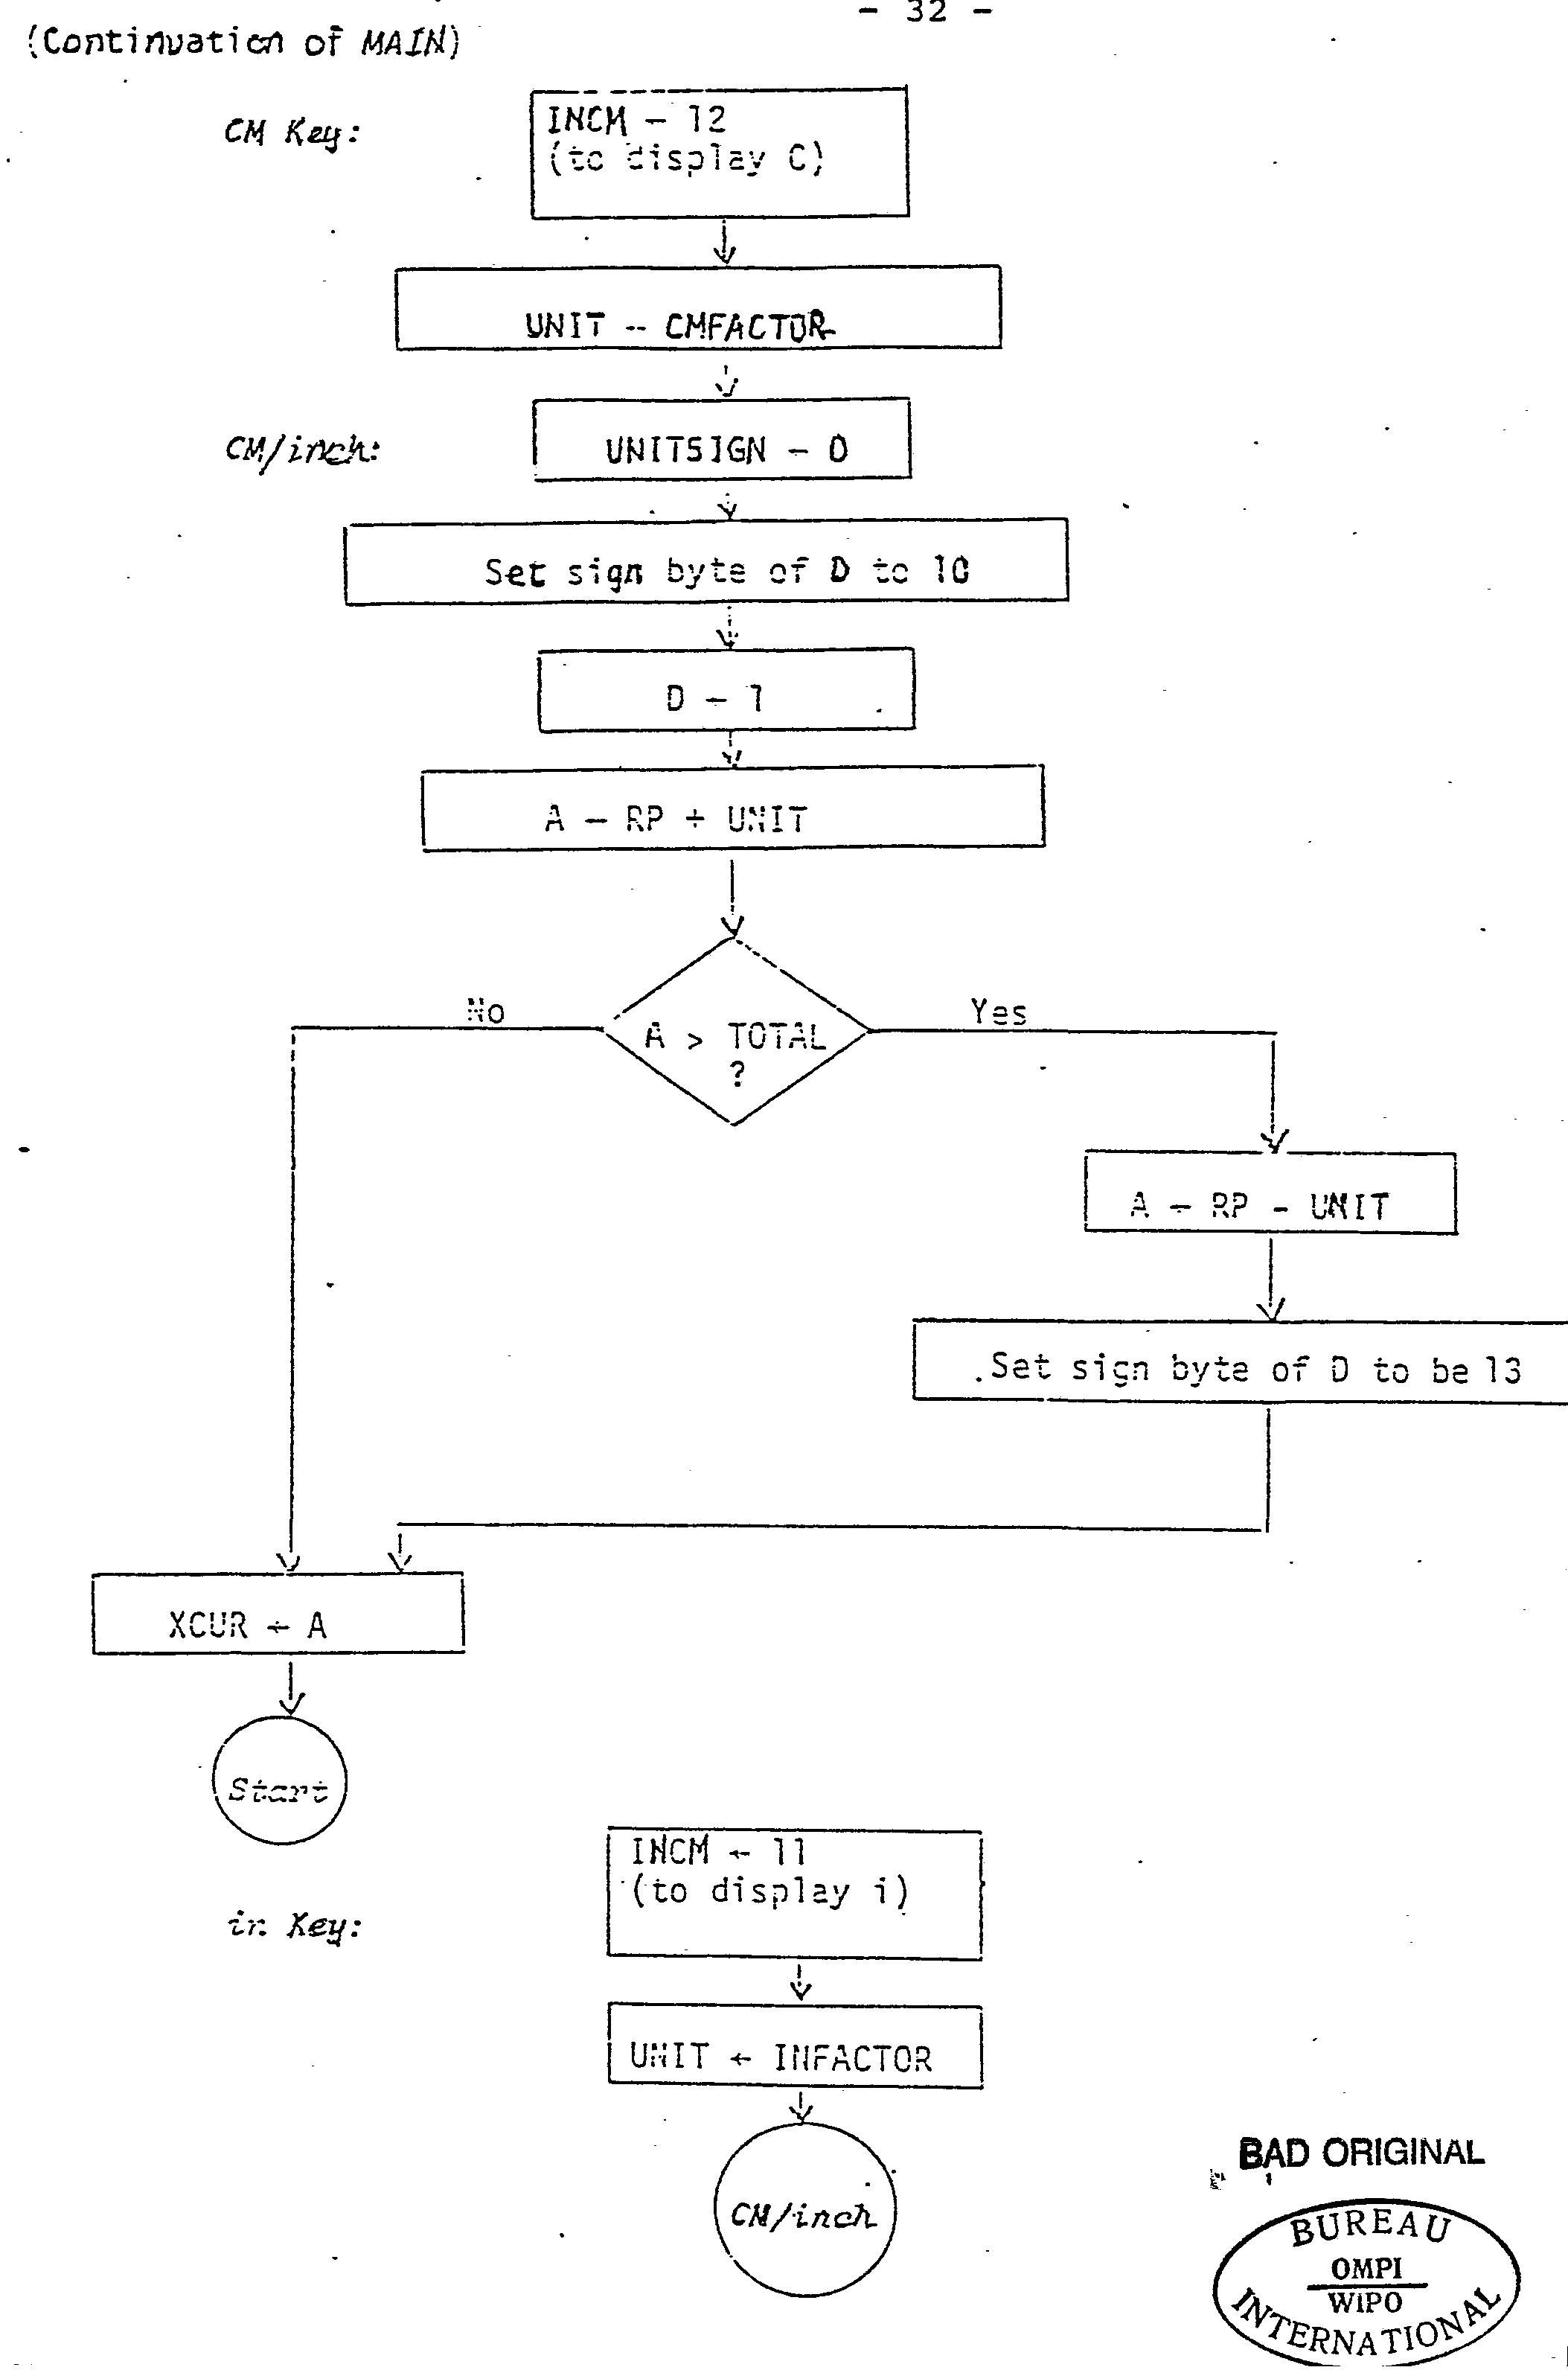 - 32 -
(Continuation of MAIN)
CM Key:
INCM ← 12
(to display C)
UNIT ← CMFACTOR
CM/inch:
UNITSIGN ← 0
Set sign byte of D to 10
D ← 1
A ← RP + UNIT
No
Yes
A > TOTAL
?
A ← RP - UNIT
Set sign byte of D to be 13
XCUR ← A
Start
INCM ← 11
(to display i)
in Key:
UNIT ← INFACTOR
CM/inch
BAD ORIGINAL
BUREAU
OMPI
WIPO
INTERNATIONAL